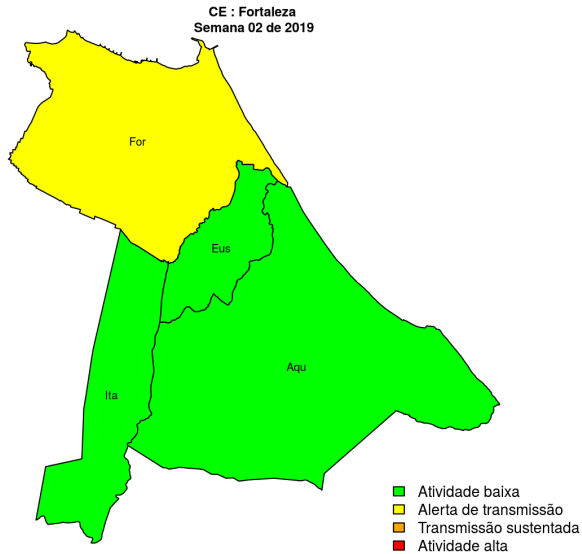 CE : Fortaleza
Semana 02 de 2019
For
Eus
Aqu
Ita
Atividade baixa
Alerta de transmissão
Transmissão sustentada
Atividade alta